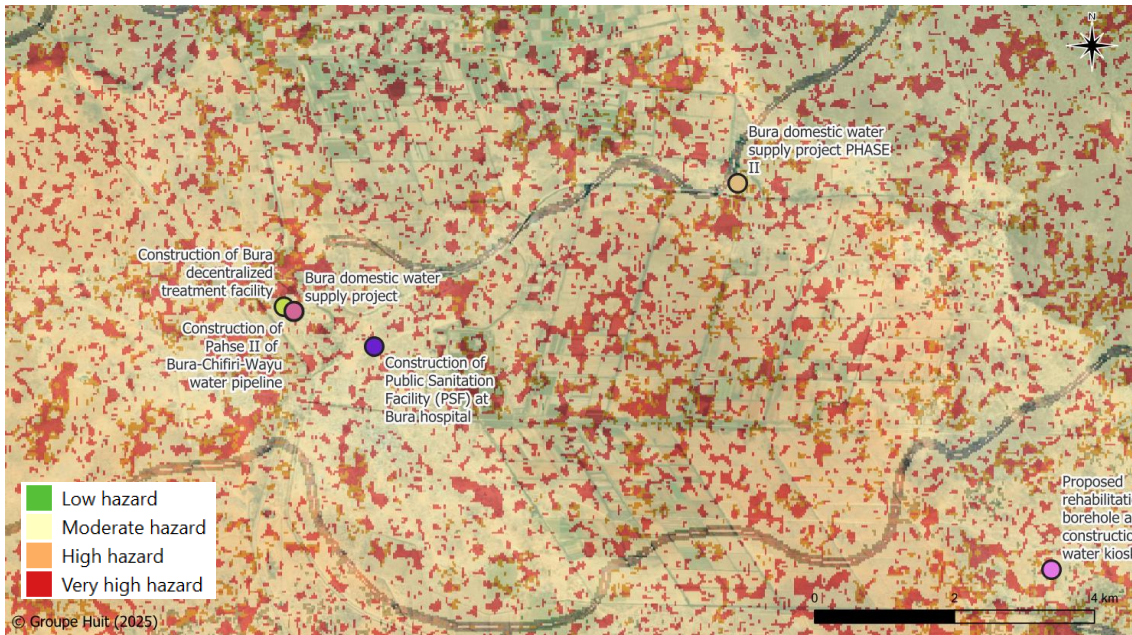 N
Bura domestic water
supply project PHASE
II
Construction of Bura
decentralized
treatment facility
Bura domestic water
supply project
Construction of
Pahse II of
Bura-Chifiri-Wayu
water pipeline
Construction of
Public Sanitation
Facility (PSF) at
Bura hospital
Proposed
rehabilitati
borehole a
constructio
water kios
Low hazard
Moderate hazard
High hazard
Very high hazard
0 2 4 km
© Groupe Huit (2025)